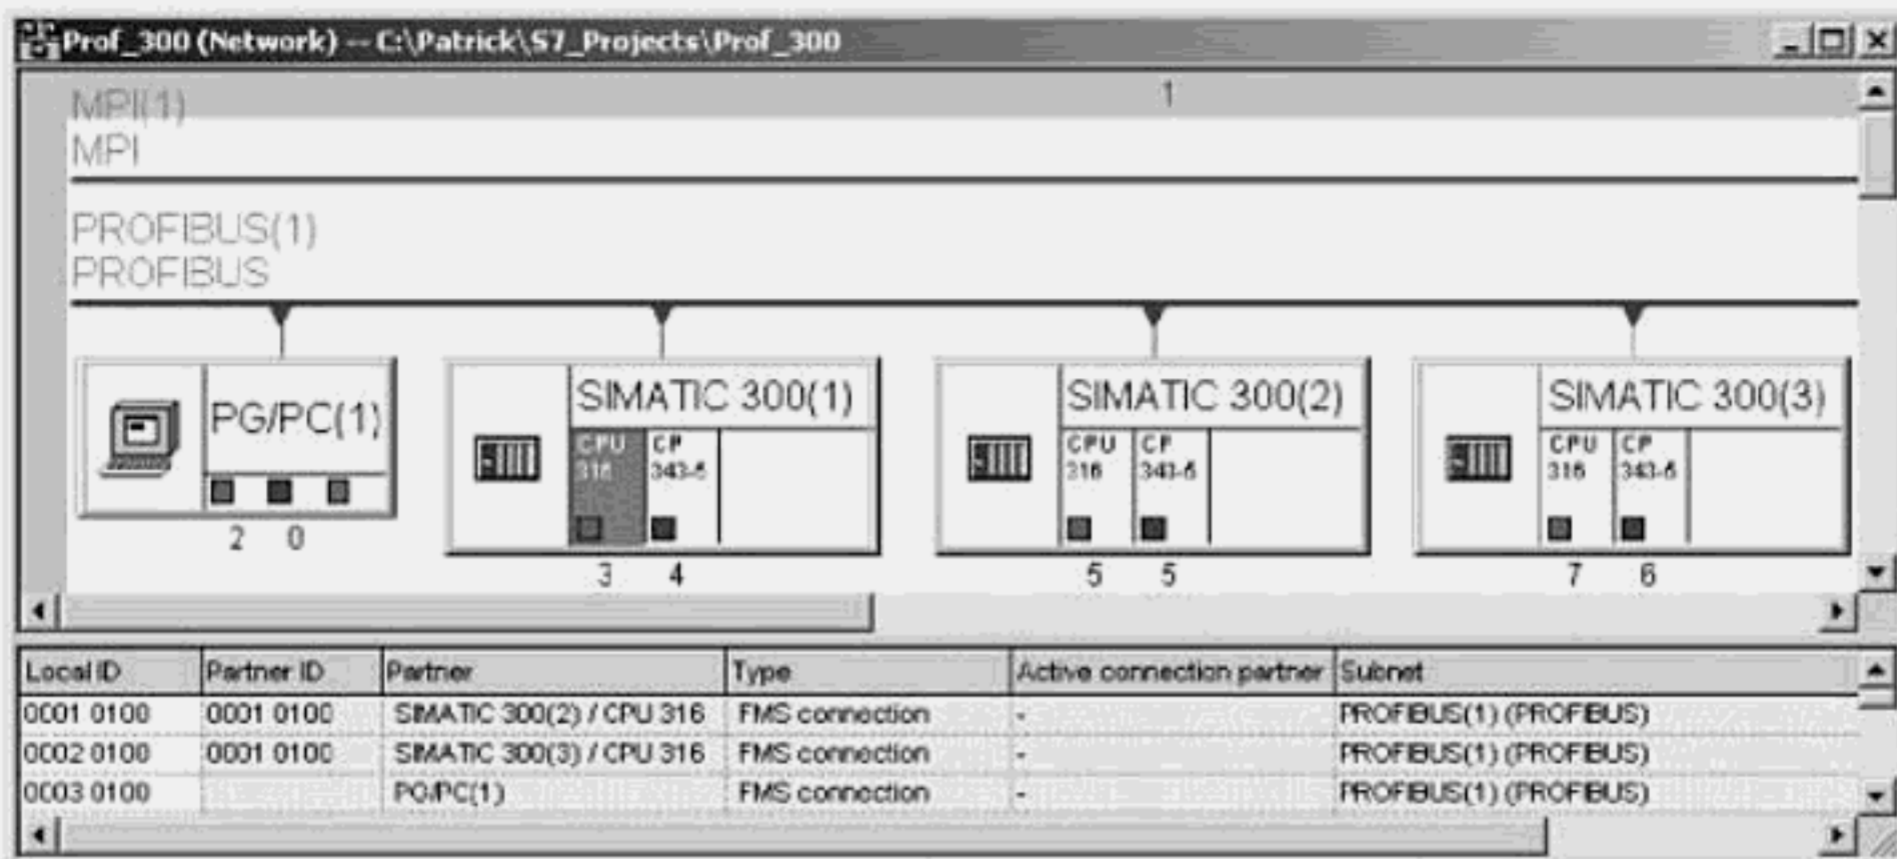 Prof_300 (Network) -- C:\Patrick\S7_Projects\Prof_300
1
MPI(1)
MPI
PROFIBUS(1)
PROFIBUS
PG/PC(1)
2 0
SIMATIC 300(1)
CPU 316
CP 343-5
3 4
SIMATIC 300(2)
CPU 316
CP 343-5
5 5
SIMATIC 300(3)
CPU 316
CP 343-5
7 6
Local ID Partner ID Partner Type Active connection partner Subnet
0001 0100 0001 0100 SIMATIC 300(2) / CPU 316 FMS connection - PROFIBUS(1) (PROFIBUS)
0002 0100 0001 0100 SIMATIC 300(3) / CPU 316 FMS connection - PROFIBUS(1) (PROFIBUS)
0003 0100 PG/PC(1) FMS connection - PROFIBUS(1) (PROFIBUS)